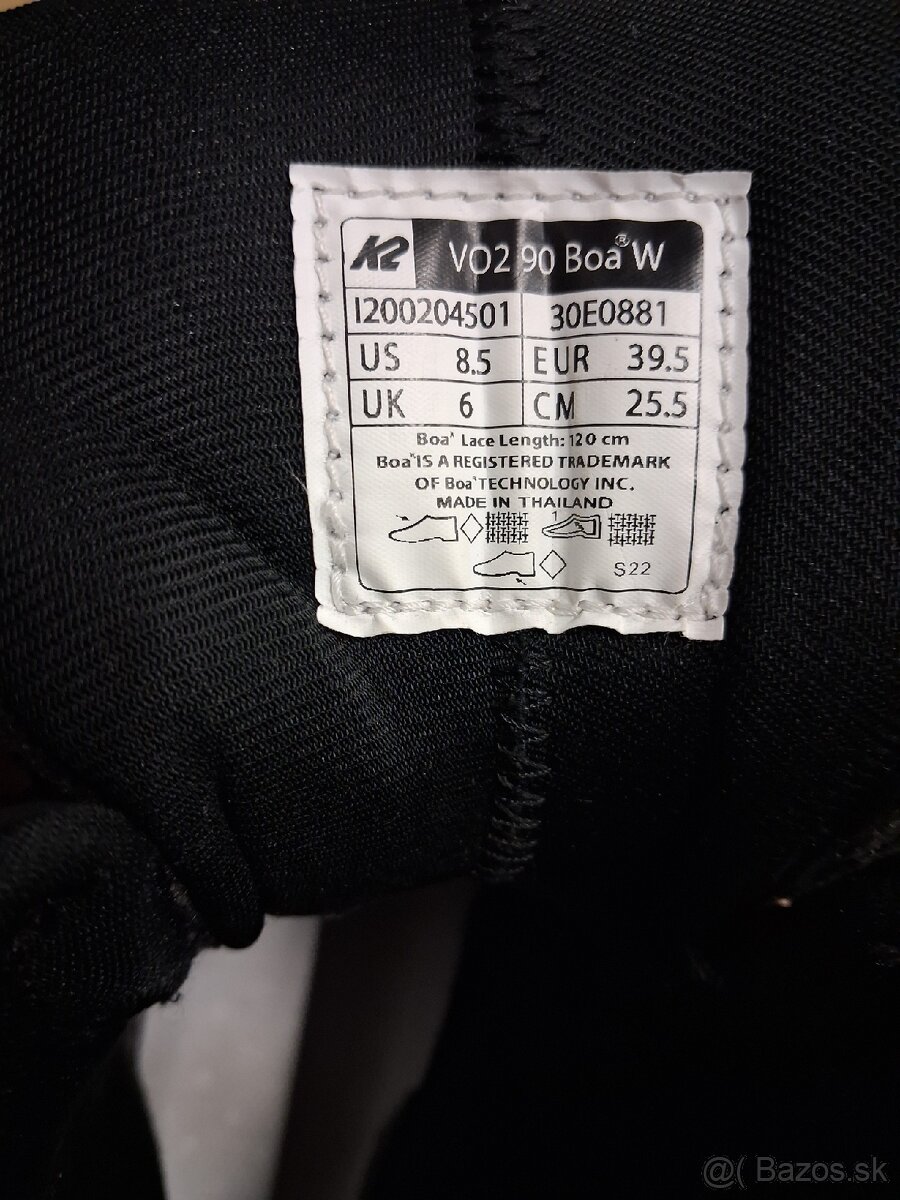 K2 VO2 90 Boa® W
I200204501 30E0881
US 8.5 EUR 39.5
UK 6 CM 25.5
Boa® Lace Length: 120 cm
Boa® IS A REGISTERED TRADEMARK
OF Boa® TECHNOLOGY INC.
MADE IN THAILAND
1
S22
@( Bazos.sk